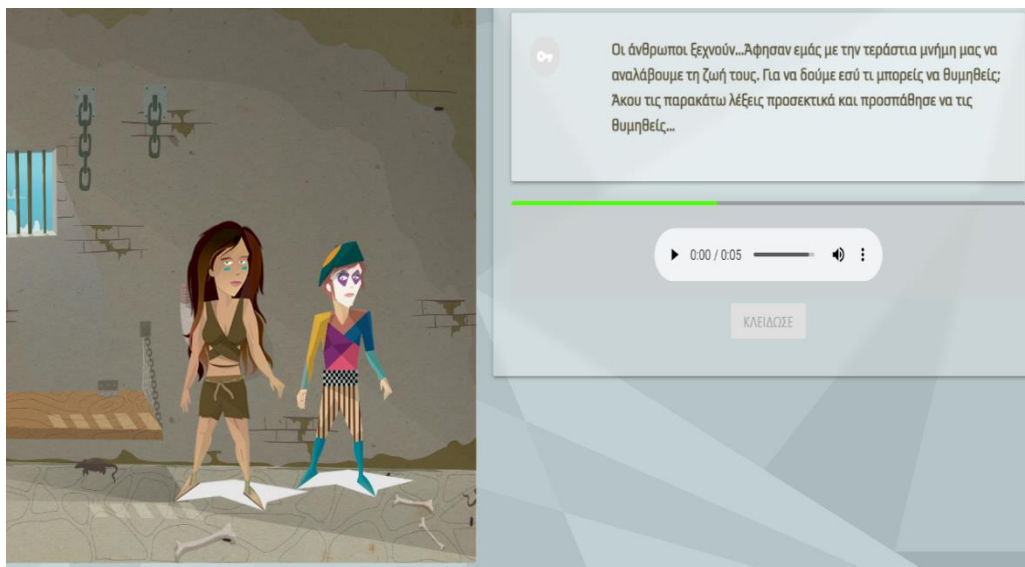 Οι άνθρωποι ξεχνούν...Άφησαν εμάς με την τεράστια μνήμη μας να
αναλάβουμε τη ζωή τους. Για να δούμε εσύ τι μπορείς να θυμηθείς;
Άκου τις παρακάτω λέξεις προσεκτικά και προσπάθησε να τις
θυμηθείς...
0:00 / 0:05
ΚΛΕΙΔΩΣΕ